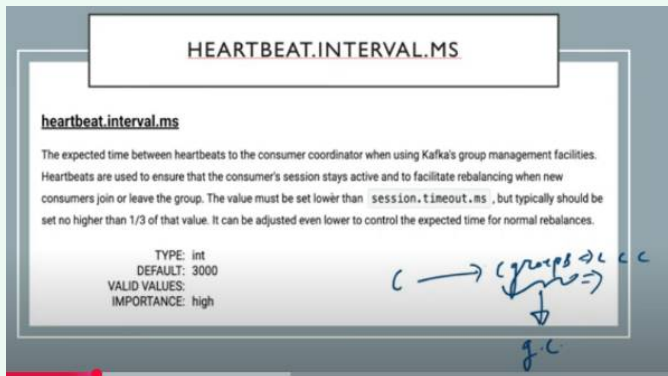 HEARTBEAT.INTERVAL.MS
heartbeat.interval.ms
The expected time between heartbeats to the consumer coordinator when using Kafka's group management facilities.
Heartbeats are used to ensure that the consumer's session stays active and to facilitate rebalancing when new
consumers join or leave the group. The value must be set lower than session.timeout.ms , but typically should be
set no higher than 1/3 of that value. It can be adjusted even lower to control the expected time for normal rebalances.
TYPE: int
DEFAULT: 3000
VALID VALUES:
IMPORTANCE: high
C → C groups => C C C
g.c.